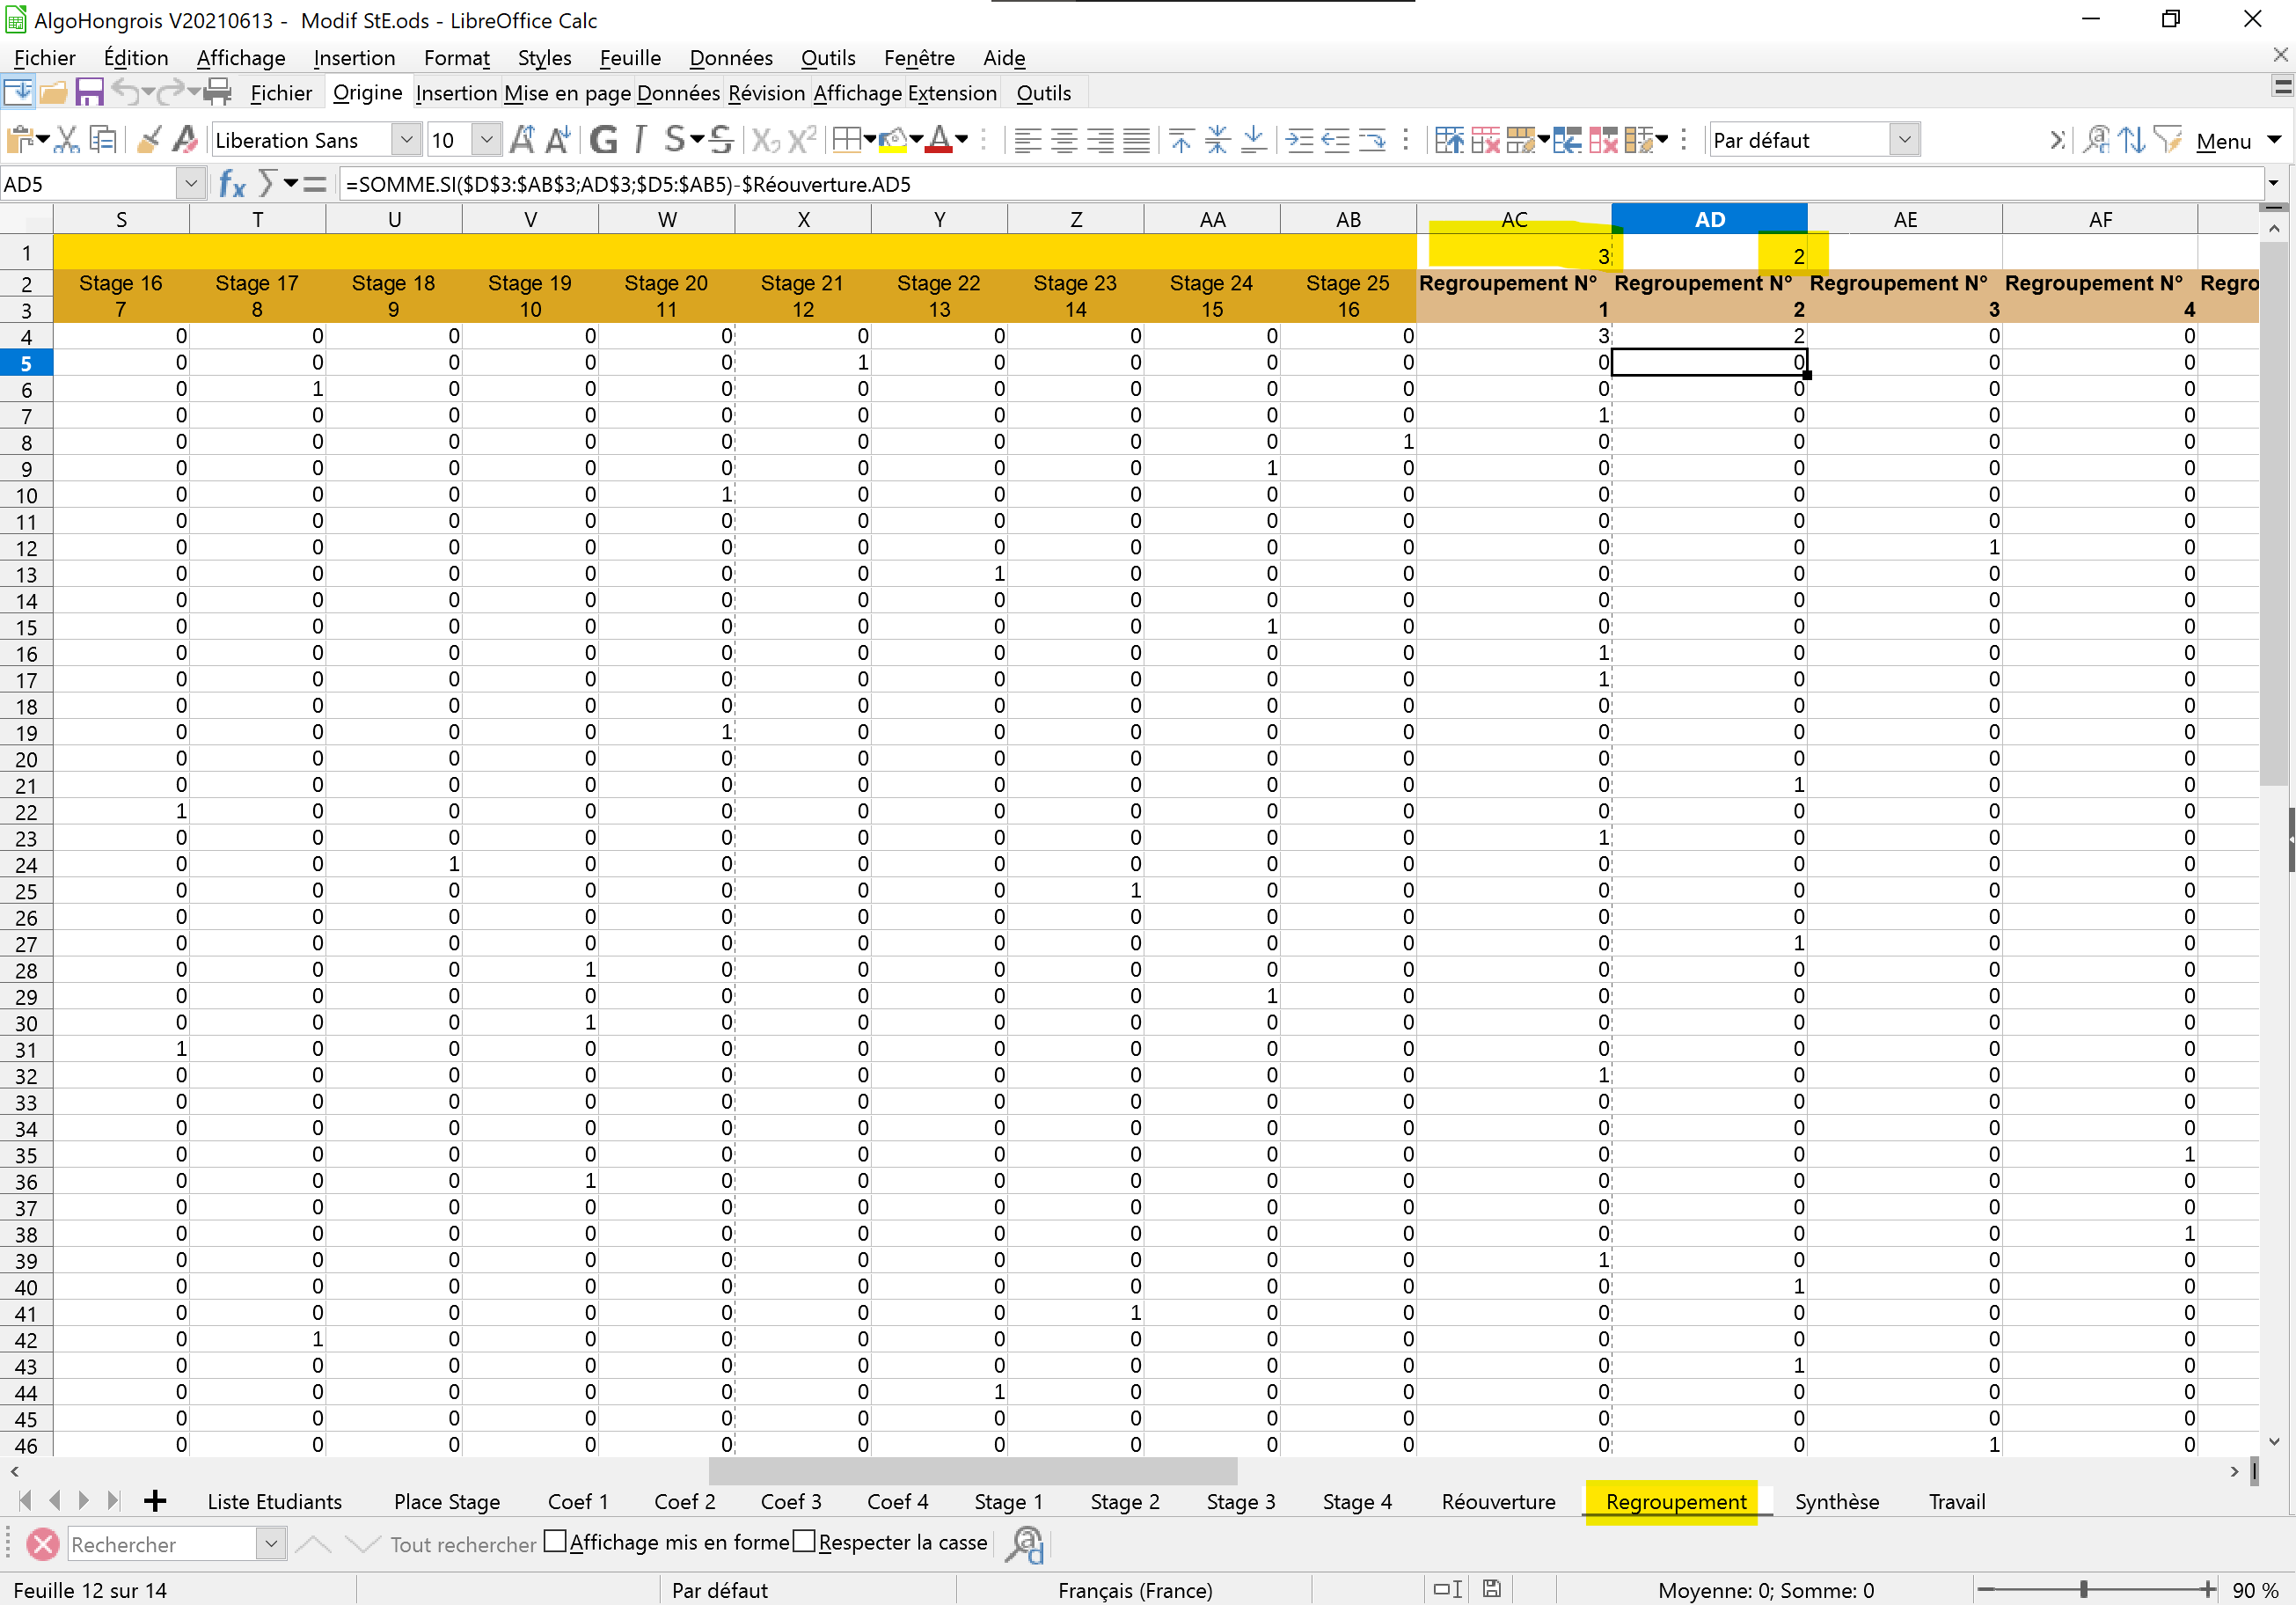 AlgoHongrois V20210613 - Modif StE.ods - LibreOffice Calc
Fichier Édition Affichage Insertion Format Styles Feuille Données Outils Fenêtre Aide
Fichier Origine Insertion Mise en page Données Révision Affichage Extension Outils
Liberation Sans 10 G I S S X2 X2 A Par défaut Menu
AD5 fx Σ = =SOMME.SI($D$3:$AB$3;AD$3;$D5:$AB5)-$Réouverture.AD5
S T U V W X Y Z AA AB AC AD AE AF
1 3 2
2 Stage 16 Stage 17 Stage 18 Stage 19 Stage 20 Stage 21 Stage 22 Stage 23 Stage 24 Stage 25 Regroupement N° Regroupement N° Regroupement N° Regroupement N° Regro
3 7 8 9 10 11 12 13 14 15 16 1 2 3 4
4 0 0 0 0 0 0 0 0 0 0 3 2 0 0
5 0 0 0 0 0 1 0 0 0 0 0 0 0 0
6 0 1 0 0 0 0 0 0 0 0 0 0 0 0
7 0 0 0 0 0 0 0 0 0 0 1 0 0 0
8 0 0 0 0 0 0 0 0 0 1 0 0 0 0
9 0 0 0 0 0 0 0 0 1 0 0 0 0 0
10 0 0 0 0 1 0 0 0 0 0 0 0 0 0
11 0 0 0 0 0 0 0 0 0 0 0 0 0 0
12 0 0 0 0 0 0 0 0 0 0 0 0 1 0
13 0 0 0 0 0 0 1 0 0 0 0 0 0 0
14 0 0 0 0 0 0 0 0 0 0 0 0 0 0
15 0 0 0 0 0 0 0 0 1 0 0 0 0 0
16 0 0 0 0 0 0 0 0 0 0 1 0 0 0
17 0 0 0 0 0 0 0 0 0 0 1 0 0 0
18 0 0 0 0 0 0 0 0 0 0 0 0 0 0
19 0 0 0 0 1 0 0 0 0 0 0 0 0 0
20 0 0 0 0 0 0 0 0 0 0 0 0 0 0
21 0 0 0 0 0 0 0 0 0 0 0 1 0 0
22 1 0 0 0 0 0 0 0 0 0 0 0 0 0
23 0 0 0 0 0 0 0 0 0 0 1 0 0 0
24 0 0 1 0 0 0 0 0 0 0 0 0 0 0
25 0 0 0 0 0 0 0 1 0 0 0 0 0 0
26 0 0 0 0 0 0 0 0 0 0 0 0 0 0
27 0 0 0 0 0 0 0 0 0 0 0 1 0 0
28 0 0 0 1 0 0 0 0 0 0 0 0 0 0
29 0 0 0 0 0 0 0 0 1 0 0 0 0 0
30 0 0 0 1 0 0 0 0 0 0 0 0 0 0
31 1 0 0 0 0 0 0 0 0 0 0 0 0 0
32 0 0 0 0 0 0 0 0 0 0 1 0 0 0
33 0 0 0 0 0 0 0 0 0 0 0 0 0 0
34 0 0 0 0 0 0 0 0 0 0 0 0 0 0
35 0 0 0 0 0 0 0 0 0 0 0 0 0 1
36 0 0 0 1 0 0 0 0 0 0 0 0 0 0
37 0 0 0 0 0 0 0 0 0 0 0 0 0 0
38 0 0 0 0 0 0 0 0 0 0 0 0 0 1
39 0 0 0 0 0 0 0 0 0 0 1 0 0 0
40 0 0 0 0 0 0 0 0 0 0 0 1 0 0
41 0 0 0 0 0 0 0 1 0 0 0 0 0 0
42 0 1 0 0 0 0 0 0 0 0 0 0 0 0
43 0 0 0 0 0 0 0 0 0 0 0 1 0 0
44 0 0 0 0 0 0 1 0 0 0 0 0 0 0
45 0 0 0 0 0 0 0 0 0 0 0 0 0 0
46 0 0 0 0 0 0 0 0 0 0 0 0 1 0
Liste Etudiants Place Stage Coef 1 Coef 2 Coef 3 Coef 4 Stage 1 Stage 2 Stage 3 Stage 4 Réouverture Regroupement Synthèse Travail
Rechercher Tout rechercher Affichage mis en forme Respecter la casse
Feuille 12 sur 14 Par défaut Français (France) Moyenne: 0; Somme: 0 90 %